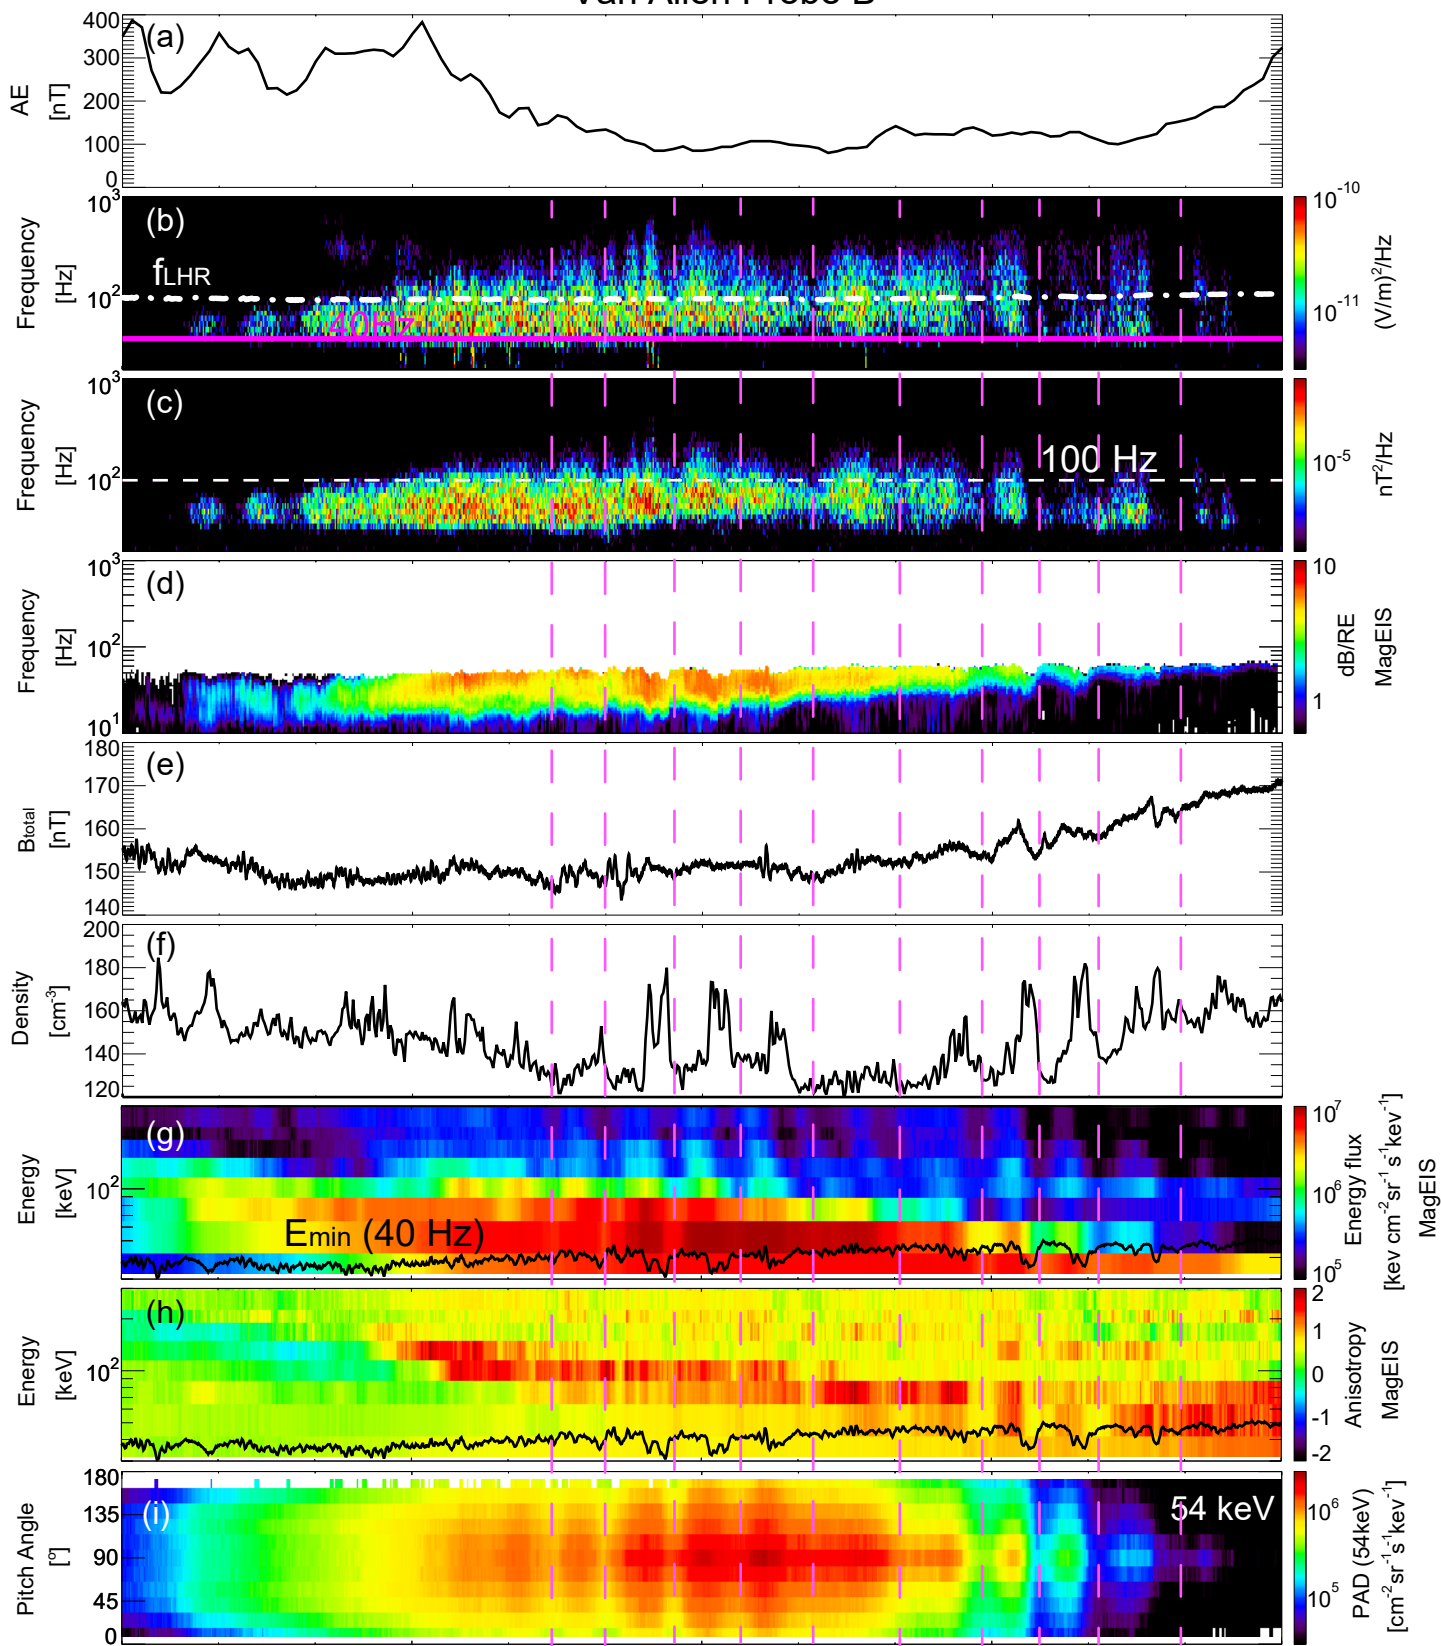 Van Allen Probe B
(a)
AE
[nT]
400
300
200
100
0
(b)
Frequency
[Hz]
10³
10²
fLHR
40Hz
10⁻¹⁰
10⁻¹¹
(V/m)²/Hz
(c)
Frequency
[Hz]
10³
10²
100 Hz
10⁻⁵
nT²/Hz
(d)
Frequency
[Hz]
10³
10²
10¹
10
1
dB/RE
MagEIS
(e)
Btotal
[nT]
180
170
160
150
140
(f)
Density
[cm⁻³]
200
180
160
140
120
(g)
Energy
[keV]
10²
Emin (40 Hz)
10⁷
10⁶
10⁵
Energy flux
[kev cm⁻²sr⁻¹ s⁻¹kev⁻¹]
MagEIS
(h)
Energy
[keV]
10²
2
1
0
-1
-2
Anisotropy
MagEIS
(i)
Pitch Angle
[°]
180
135
90
45
0
54 keV
10⁶
10⁵
PAD (54keV)
[cm⁻²sr⁻¹s⁻¹keV⁻¹]